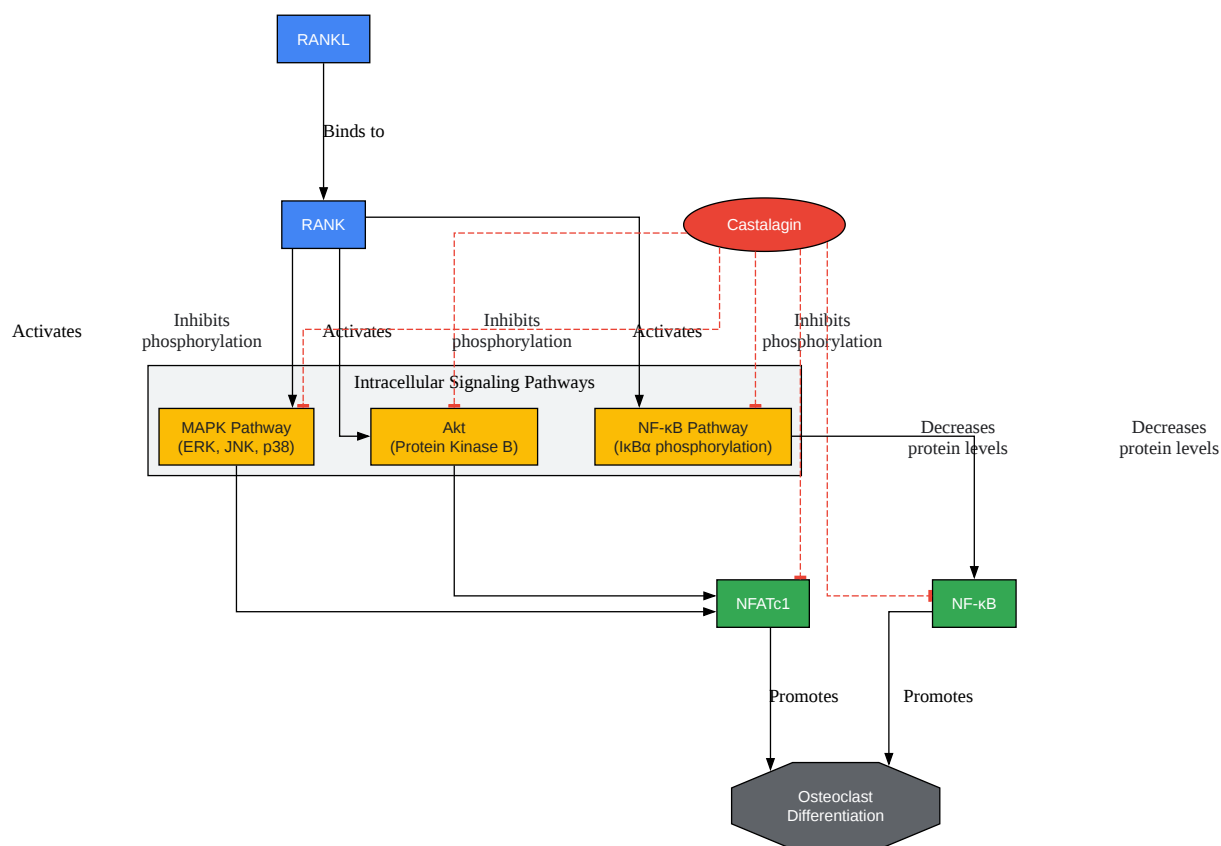 RANKL
Binds to
RANK
Castalagin
Activates
Inhibits
phosphorylation
Activates
Inhibits
phosphorylation
Activates
Inhibits
phosphorylation
Intracellular Signaling Pathways
MAPK Pathway
(ERK, JNK, p38)
Akt
(Protein Kinase B)
NF-κB Pathway
(IκBα phosphorylation)
Decreases
protein levels
Decreases
protein levels
NFATc1
NF-κB
Promotes
Promotes
Osteoclast
Differentiation